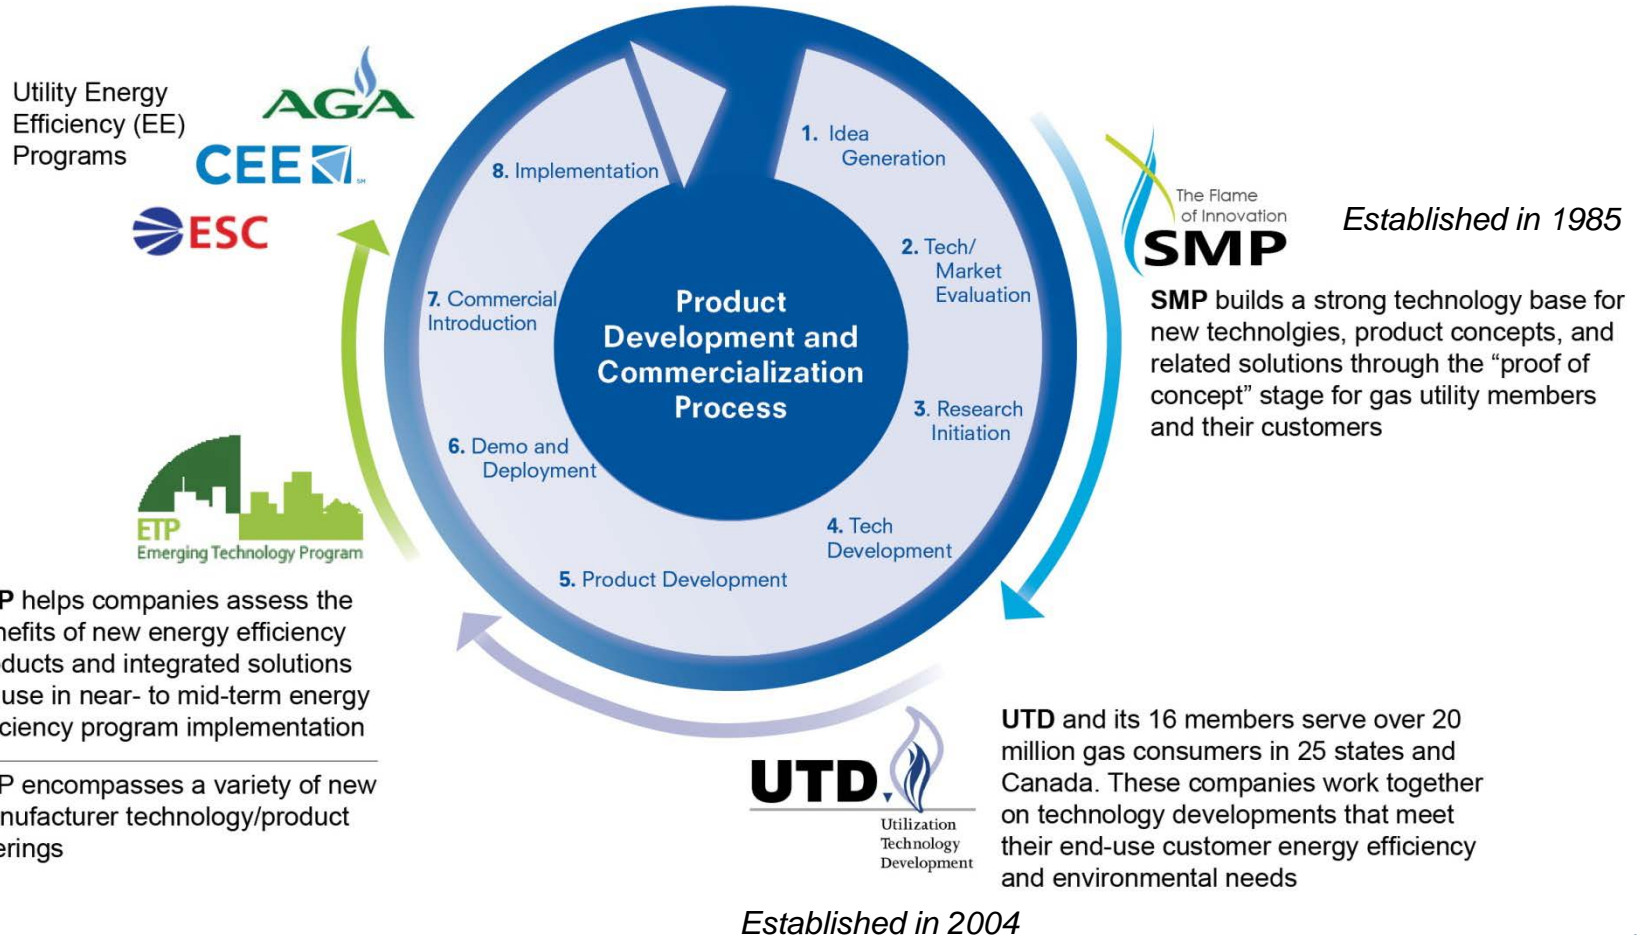 Utility Energy
Efficiency (EE)
Programs
AGA
CEE
SM
ESC
1. Idea
Generation
2. Tech/
Market
Evaluation
3. Research
Initiation
4. Tech
Development
5. Product Development
6. Demo and
Deployment
7. Commercial
Introduction
8. Implementation
Product
Development and
Commercialization
Process
The Flame
of Innovation
SMP
Established in 1985
SMP builds a strong technology base for
new technolgies, product concepts, and
related solutions through the “proof of
concept” stage for gas utility members
and their customers
ETP
Emerging Technology Program
P helps companies assess the
nefits of new energy efficiency
ducts and integrated solutions
use in near- to mid-term energy
ciency program implementation
P encompasses a variety of new
nufacturer technology/product
erings
UTD
Utilization
Technology
Development
Established in 2004
UTD and its 16 members serve over 20
million gas consumers in 25 states and
Canada. These companies work together
on technology developments that meet
their end-use customer energy efficiency
and environmental needs